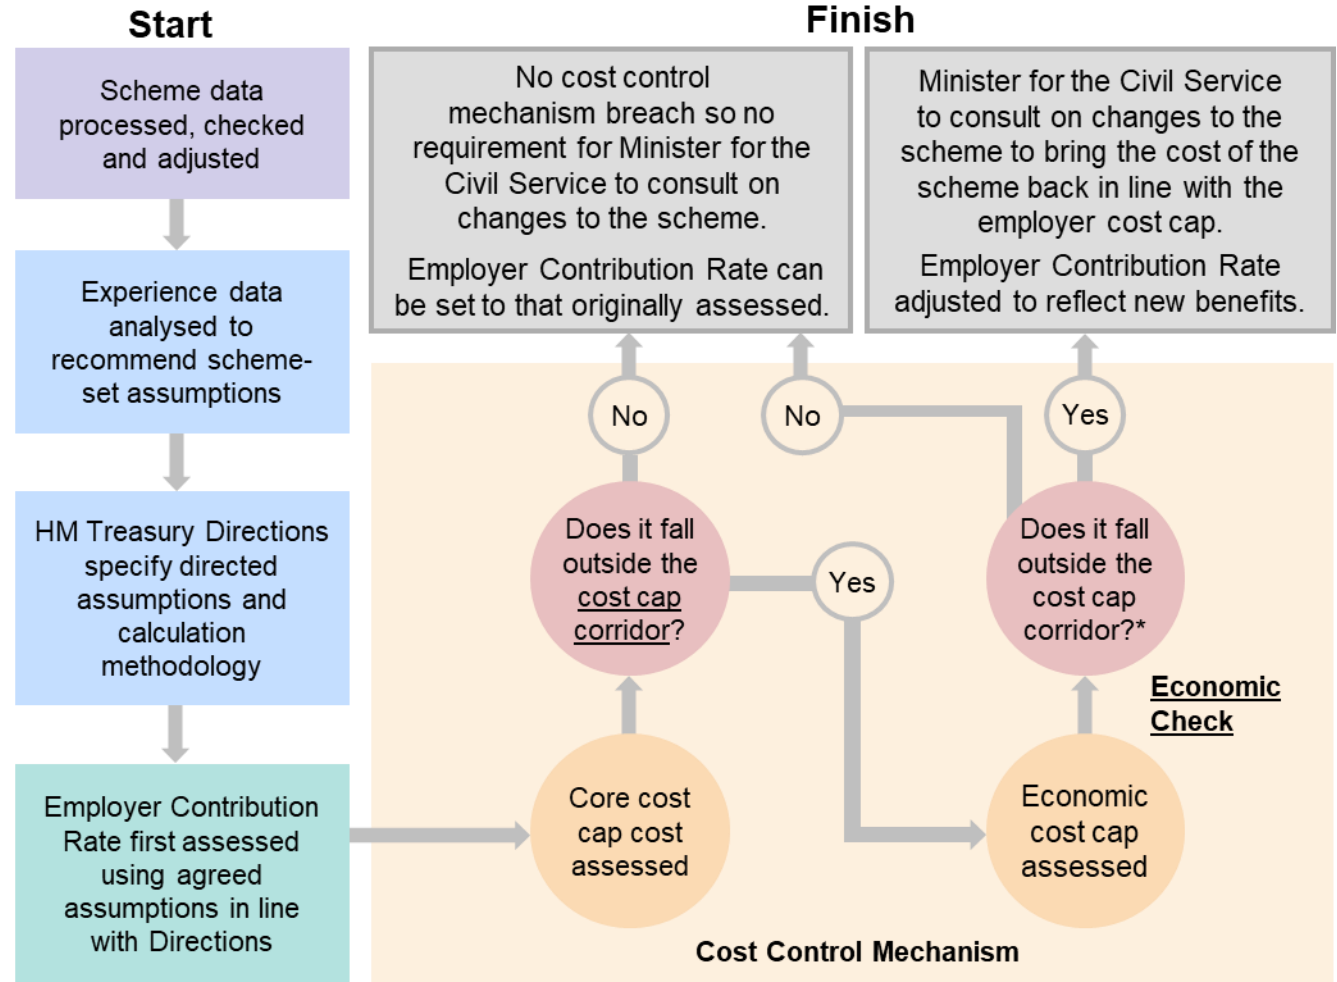 Start
Scheme data
processed, checked
and adjusted
Experience data
analysed to
recommend scheme-
set assumptions
HM Treasury Directions
specify directed
assumptions and
calculation
methodology
Employer Contribution
Rate first assessed
using agreed
assumptions in line
with Directions
Finish
No cost control
mechanism breach so no
requirement for Minister for the
Civil Service to consult on
changes to the scheme.
Employer Contribution Rate can
be set to that originally assessed.
Minister for the Civil Service
to consult on changes to the
scheme to bring the cost of the
scheme back in line with the
employer cost cap.
Employer Contribution Rate
adjusted to reflect new benefits.
No
No
Yes
Does it fall
outside the
cost cap
corridor?
Yes
Does it fall
outside the
cost cap
corridor?*
Economic
Check
Core cost
cap cost
assessed
Economic
cost cap
assessed
Cost Control Mechanism